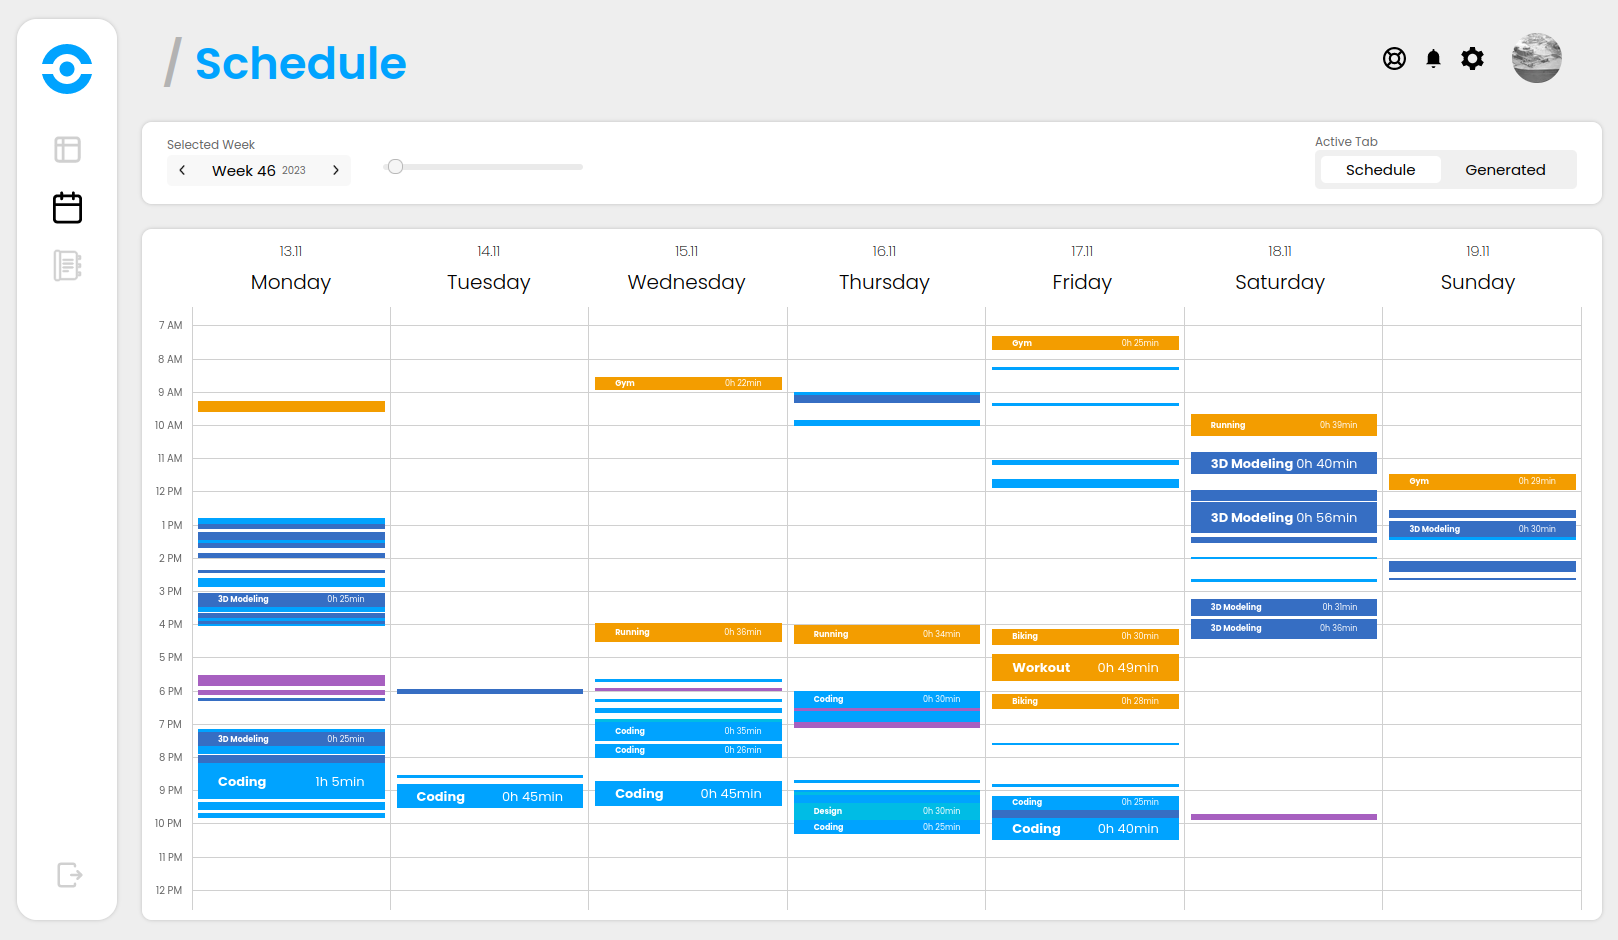 / Schedule
Selected Week
Week 46 2023
Active Tab
Schedule Generated
13.11 14.11 15.11 16.11 17.11 18.11 19.11
Monday Tuesday Wednesday Thursday Friday Saturday Sunday
7 AM
Gym 0h 25min
8 AM
Gym 0h 22min
9 AM
10 AM
Running 0h 39min
11 AM
3D Modeling 0h 40min
Gym 0h 29min
12 PM
3D Modeling 0h 56min
1 PM
3D Modeling 0h 30min
2 PM
3 PM
3D Modeling 0h 25min
3D Modeling 0h 31min
4 PM
3D Modeling 0h 36min
Running 0h 36min
Running 0h 34min
Biking 0h 30min
5 PM
Workout 0h 49min
6 PM
Coding 0h 30min
Biking 0h 28min
7 PM
Coding 0h 35min
3D Modeling 0h 25min
Coding 0h 26min
8 PM
Coding 1h 5min
9 PM
Coding 0h 45min
Coding 0h 45min
Coding 0h 25min
Design 0h 30min
10 PM
Coding 0h 25min
Coding 0h 40min
11 PM
12 PM